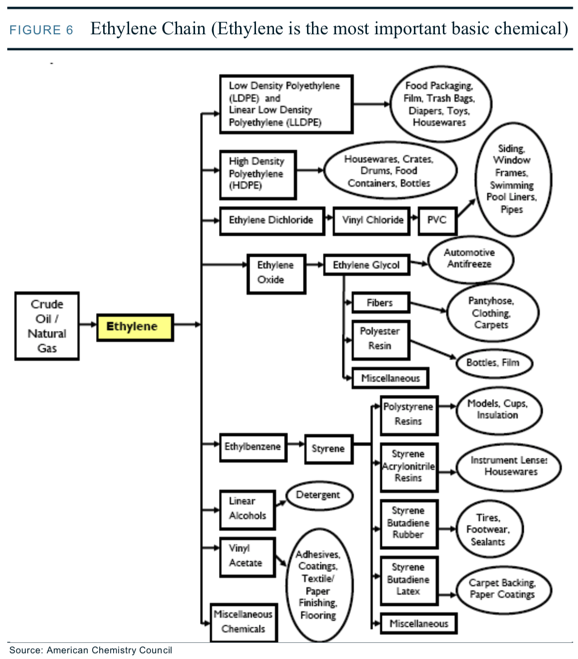 FIGURE 6 Ethylene Chain (Ethylene is the most important basic chemical)
Low Density Polyethylene
(LDPE) and
Linear Low Density
Polyethylene (LLDPE)
Food Packaging,
Film, Trash Bags,
Diapers, Toys,
Housewares
High Density
Polyethylene
(HDPE)
Housewares, Crates,
Drums, Food
Containers, Bottles
Siding,
Window
Frames,
Swimming
Pool Liners,
Pipes
Ethylene Dichloride
Vinyl Chloride
PVC
Ethylene
Oxide
Ethylene Glycol
Automotive
Antifreeze
Fibers
Pantyhose,
Clothing,
Carpets
Polyester
Resin
Bottles, Film
Miscellaneous
Crude
Oil /
Natural
Gas
Ethylene
Ethylbenzene
Styrene
Polystyrene
Resins
Models, Cups,
Insulation
Styrene
Acrylonitrile
Resins
Instrument Lense:
Housewares
Styrene
Butadiene
Rubber
Tires,
Footwear,
Sealants
Styrene
Butadiene
Latex
Carpet Backing,
Paper Coatings
Miscellaneous
Linear
Alcohols
Detergent
Vinyl
Acetate
Adhesives,
Coatings,
Textile/
Paper
Finishing,
Flooring
Miscellaneous
Chemicals
Source: American Chemistry Council